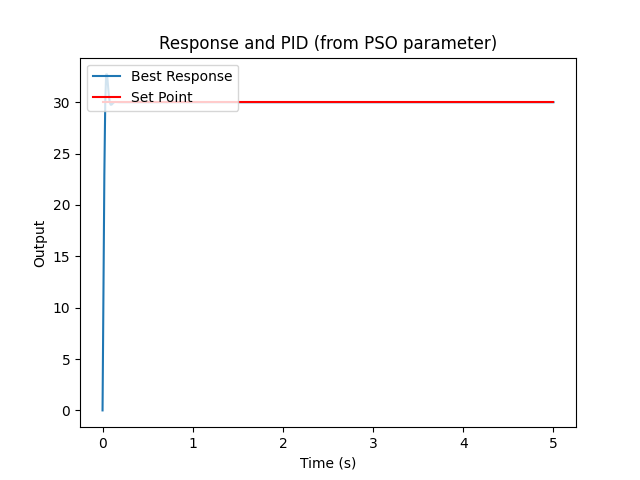 Response and PID (from PSO parameter)
Best Response
Set Point
30
25
20
15
10
5
0
Output
0 1 2 3 4 5
Time (s)